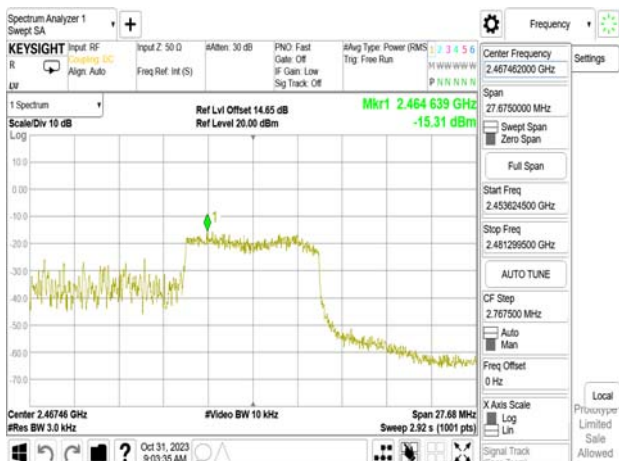 Spectrum Analyzer 1
Swept SA
Frequency
KEYSIGHT
R
Input: RF
Coupling: DC
Align: Auto
Input Z: 50 Ω
Freq Ref: Int (S)
#Atten: 30 dB
PNO: Fast
Gate: Off
IF Gain: Low
Sig Track: Off
#Avg Type: Power (RMS
Trig: Free Run
1 2 3 4 5 6
M W W W W W
P N N N N N
1 Spectrum
Scale/Div 10 dB
Ref Lvl Offset 14.65 dB
Ref Level 20.00 dBm
Mkr1 2.464 639 GHz
-15.31 dBm
Log
10.0
0.00
-10.0
-20.0
-30.0
-40.0
-50.0
-60.0
-70.0
1
Center 2.46746 GHz
#Res BW 3.0 kHz
#Video BW 10 kHz
Span 27.68 MHz
Sweep 2.92 s (1001 pts)
Center Frequency
2.467462000 GHz
Settings
Span
27.6750000 MHz
Swept Span
Zero Span
Full Span
Start Freq
2.453624500 GHz
Stop Freq
2.481299500 GHz
AUTO TUNE
CF Step
2.767500 MHz
Auto
Man
Freq Offset
0 Hz
X Axis Scale
Log
Lin
Signal Track
Local
Prototype
Limited
Sale
Allowed
?
Oct 31, 2023
9:03:35 AM